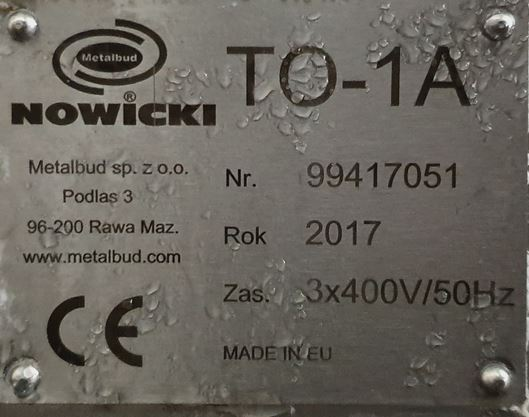 Metalbud
NOWICKI
®
TO-1A
Metalbud sp. z o.o.
Podlas 3
96-200 Rawa Maz.
www.metalbud.com
Nr. 99417051
Rok 2017
Zas. 3x400V/50Hz
CE
MADE IN EU